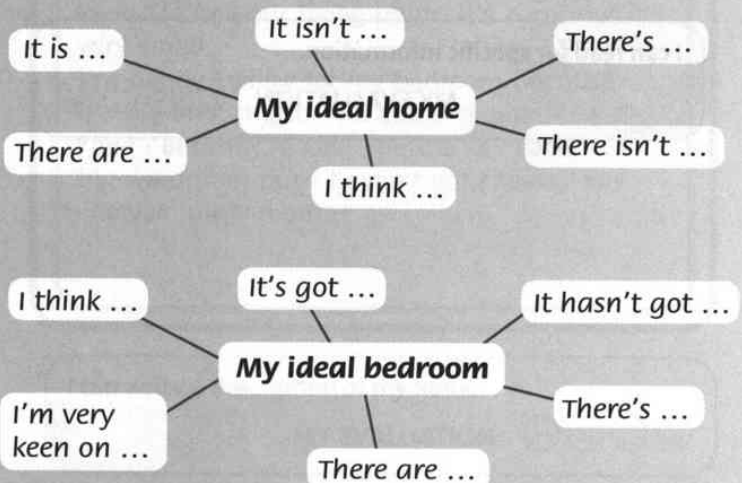 It isn't ...
It is ...
There's ...
My ideal home
There are ...
There isn't ...
I think ...
I think ...
It's got ...
It hasn't got ...
My ideal bedroom
I'm very
keen on ...
There's ...
There are ...